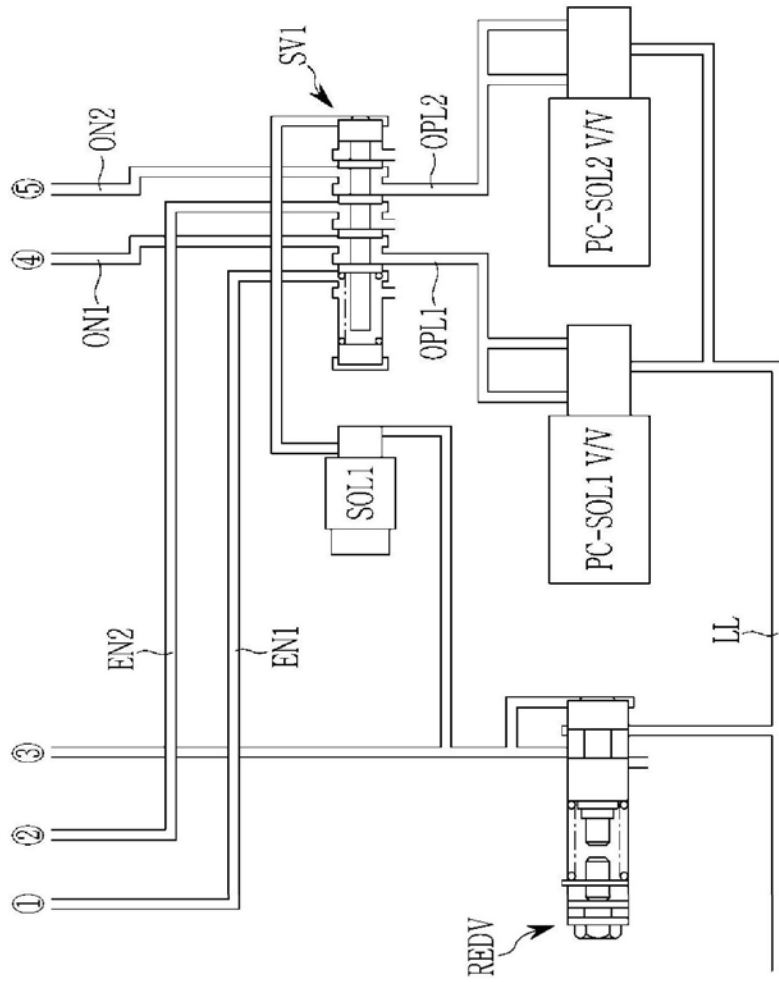 ①
②
③
④
⑤
EN2
EN1
ON1
ON2
SV1
SOL1
OPL1
OPL2
PC-SOL1 V/V
PC-SOL2 V/V
REDV
LL